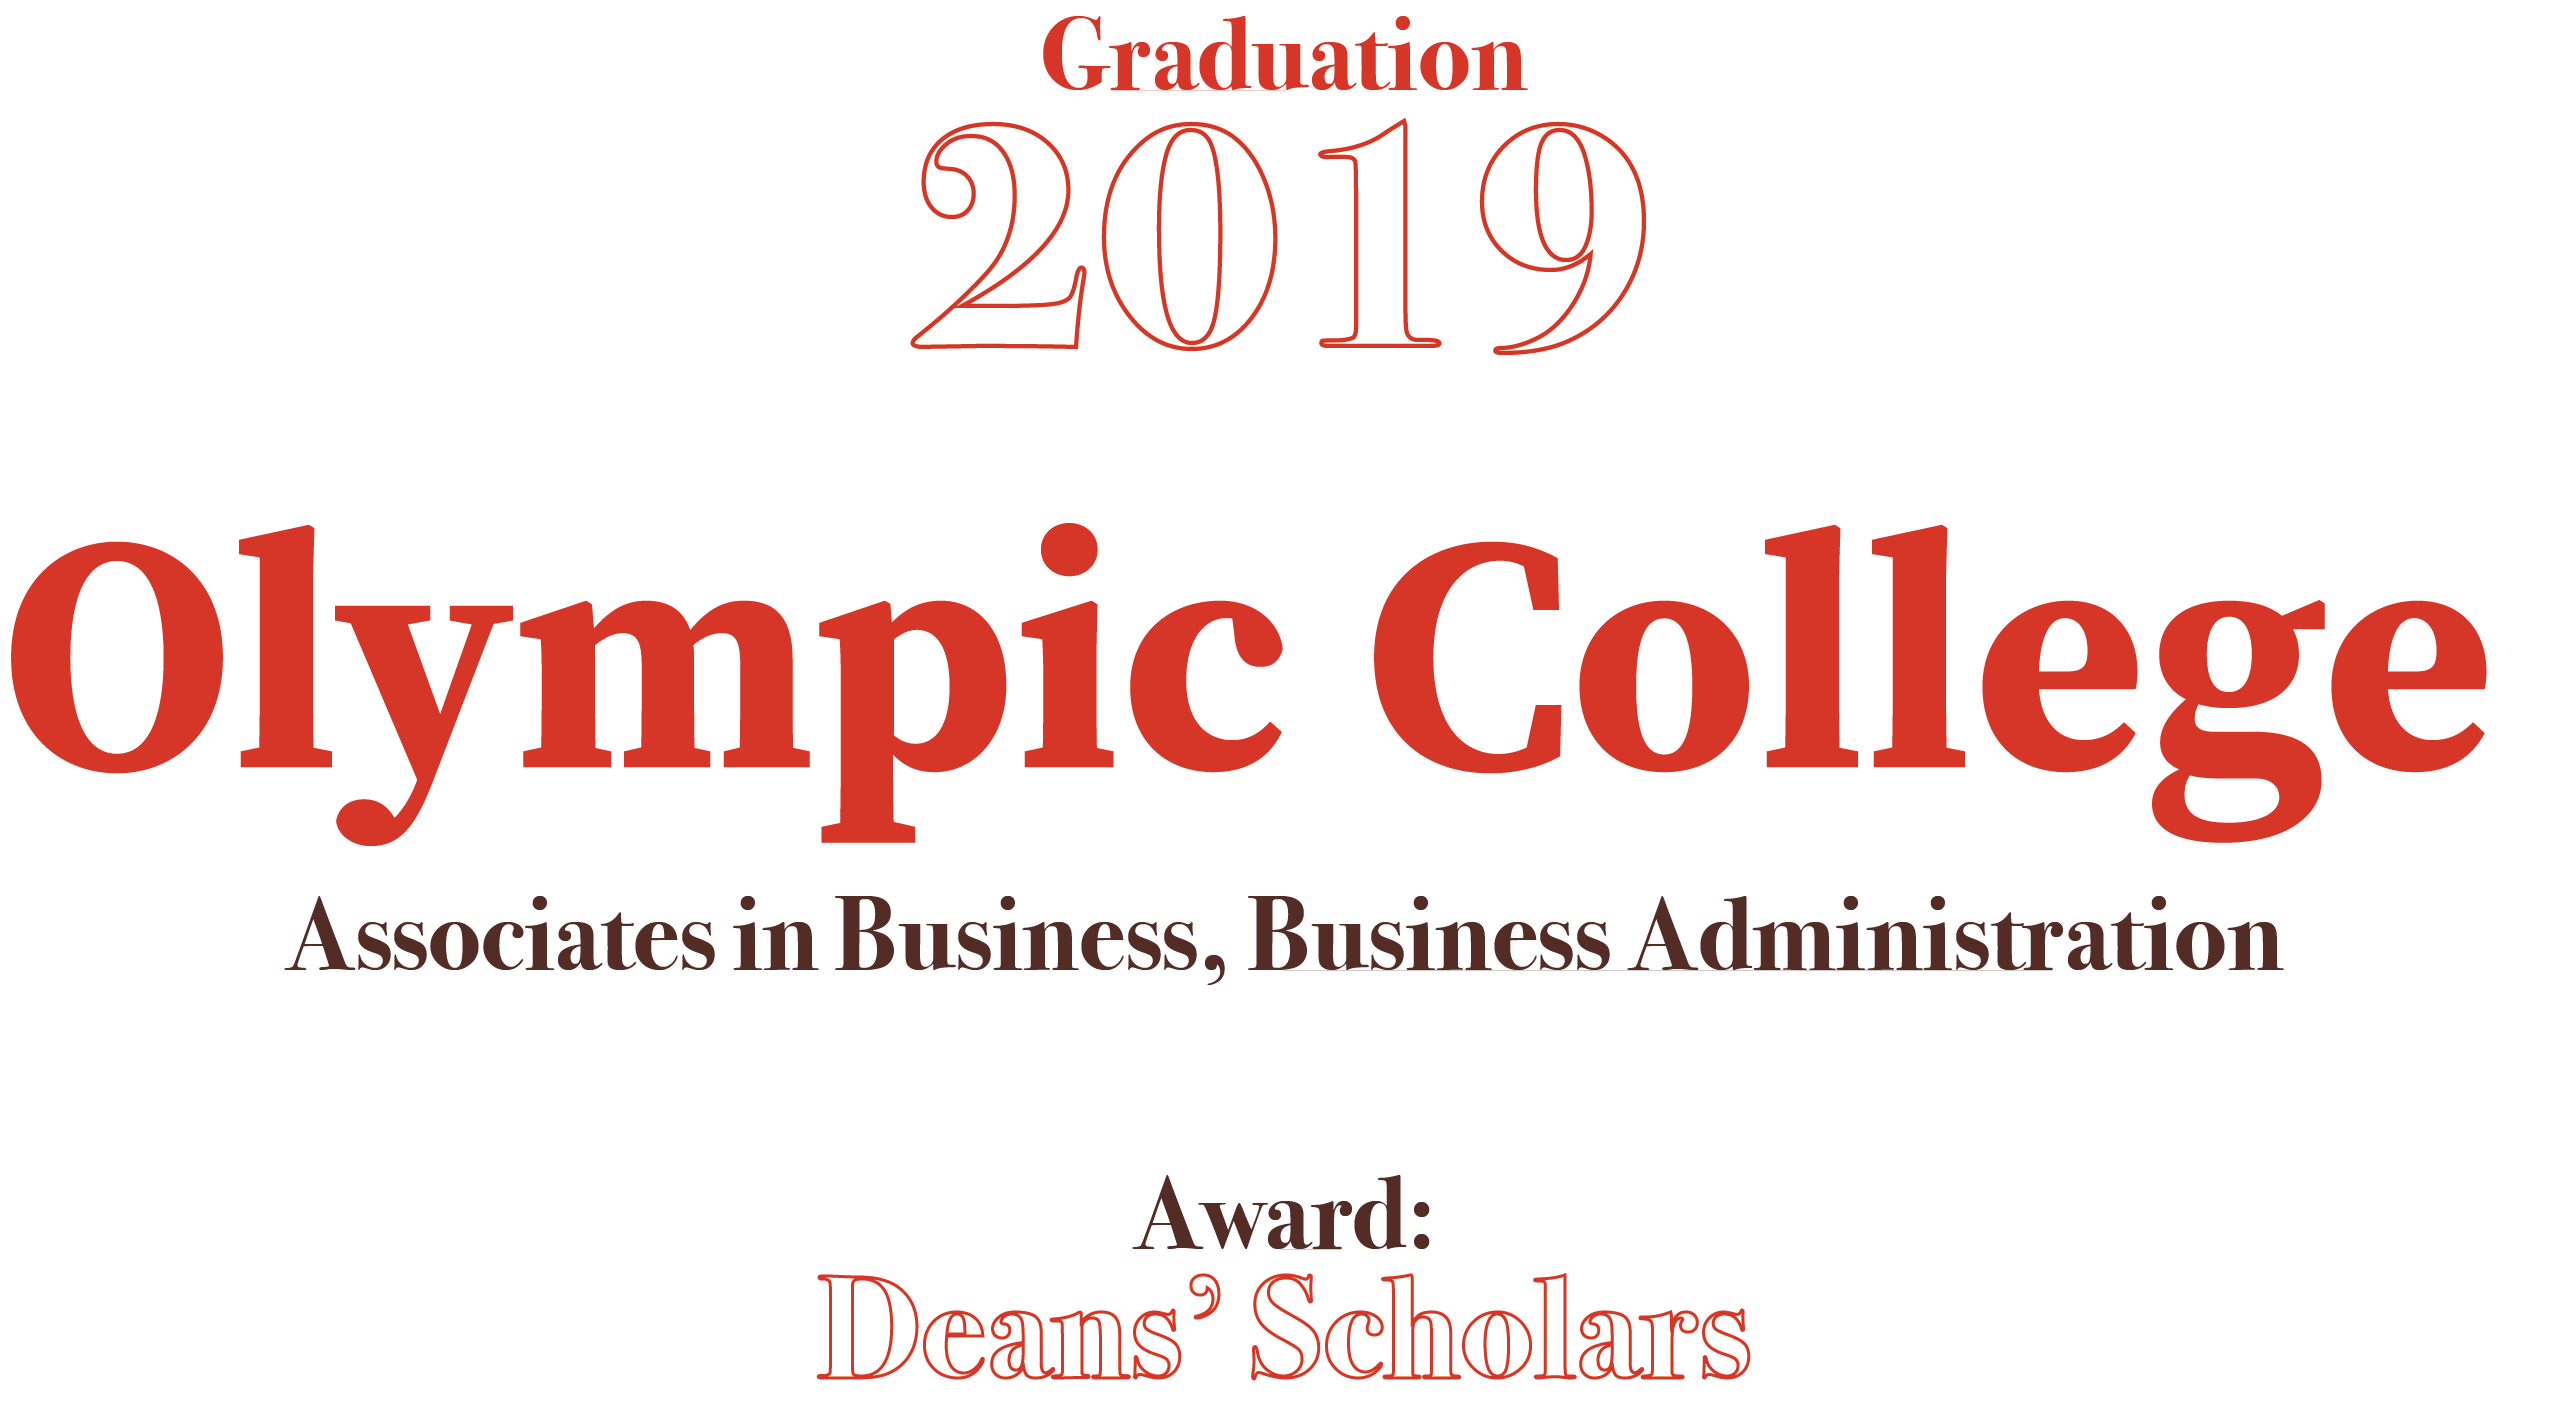 Graduation
2019
Olympic College
Associates in Business, Business Administration
Award:
Deans’ Scholars